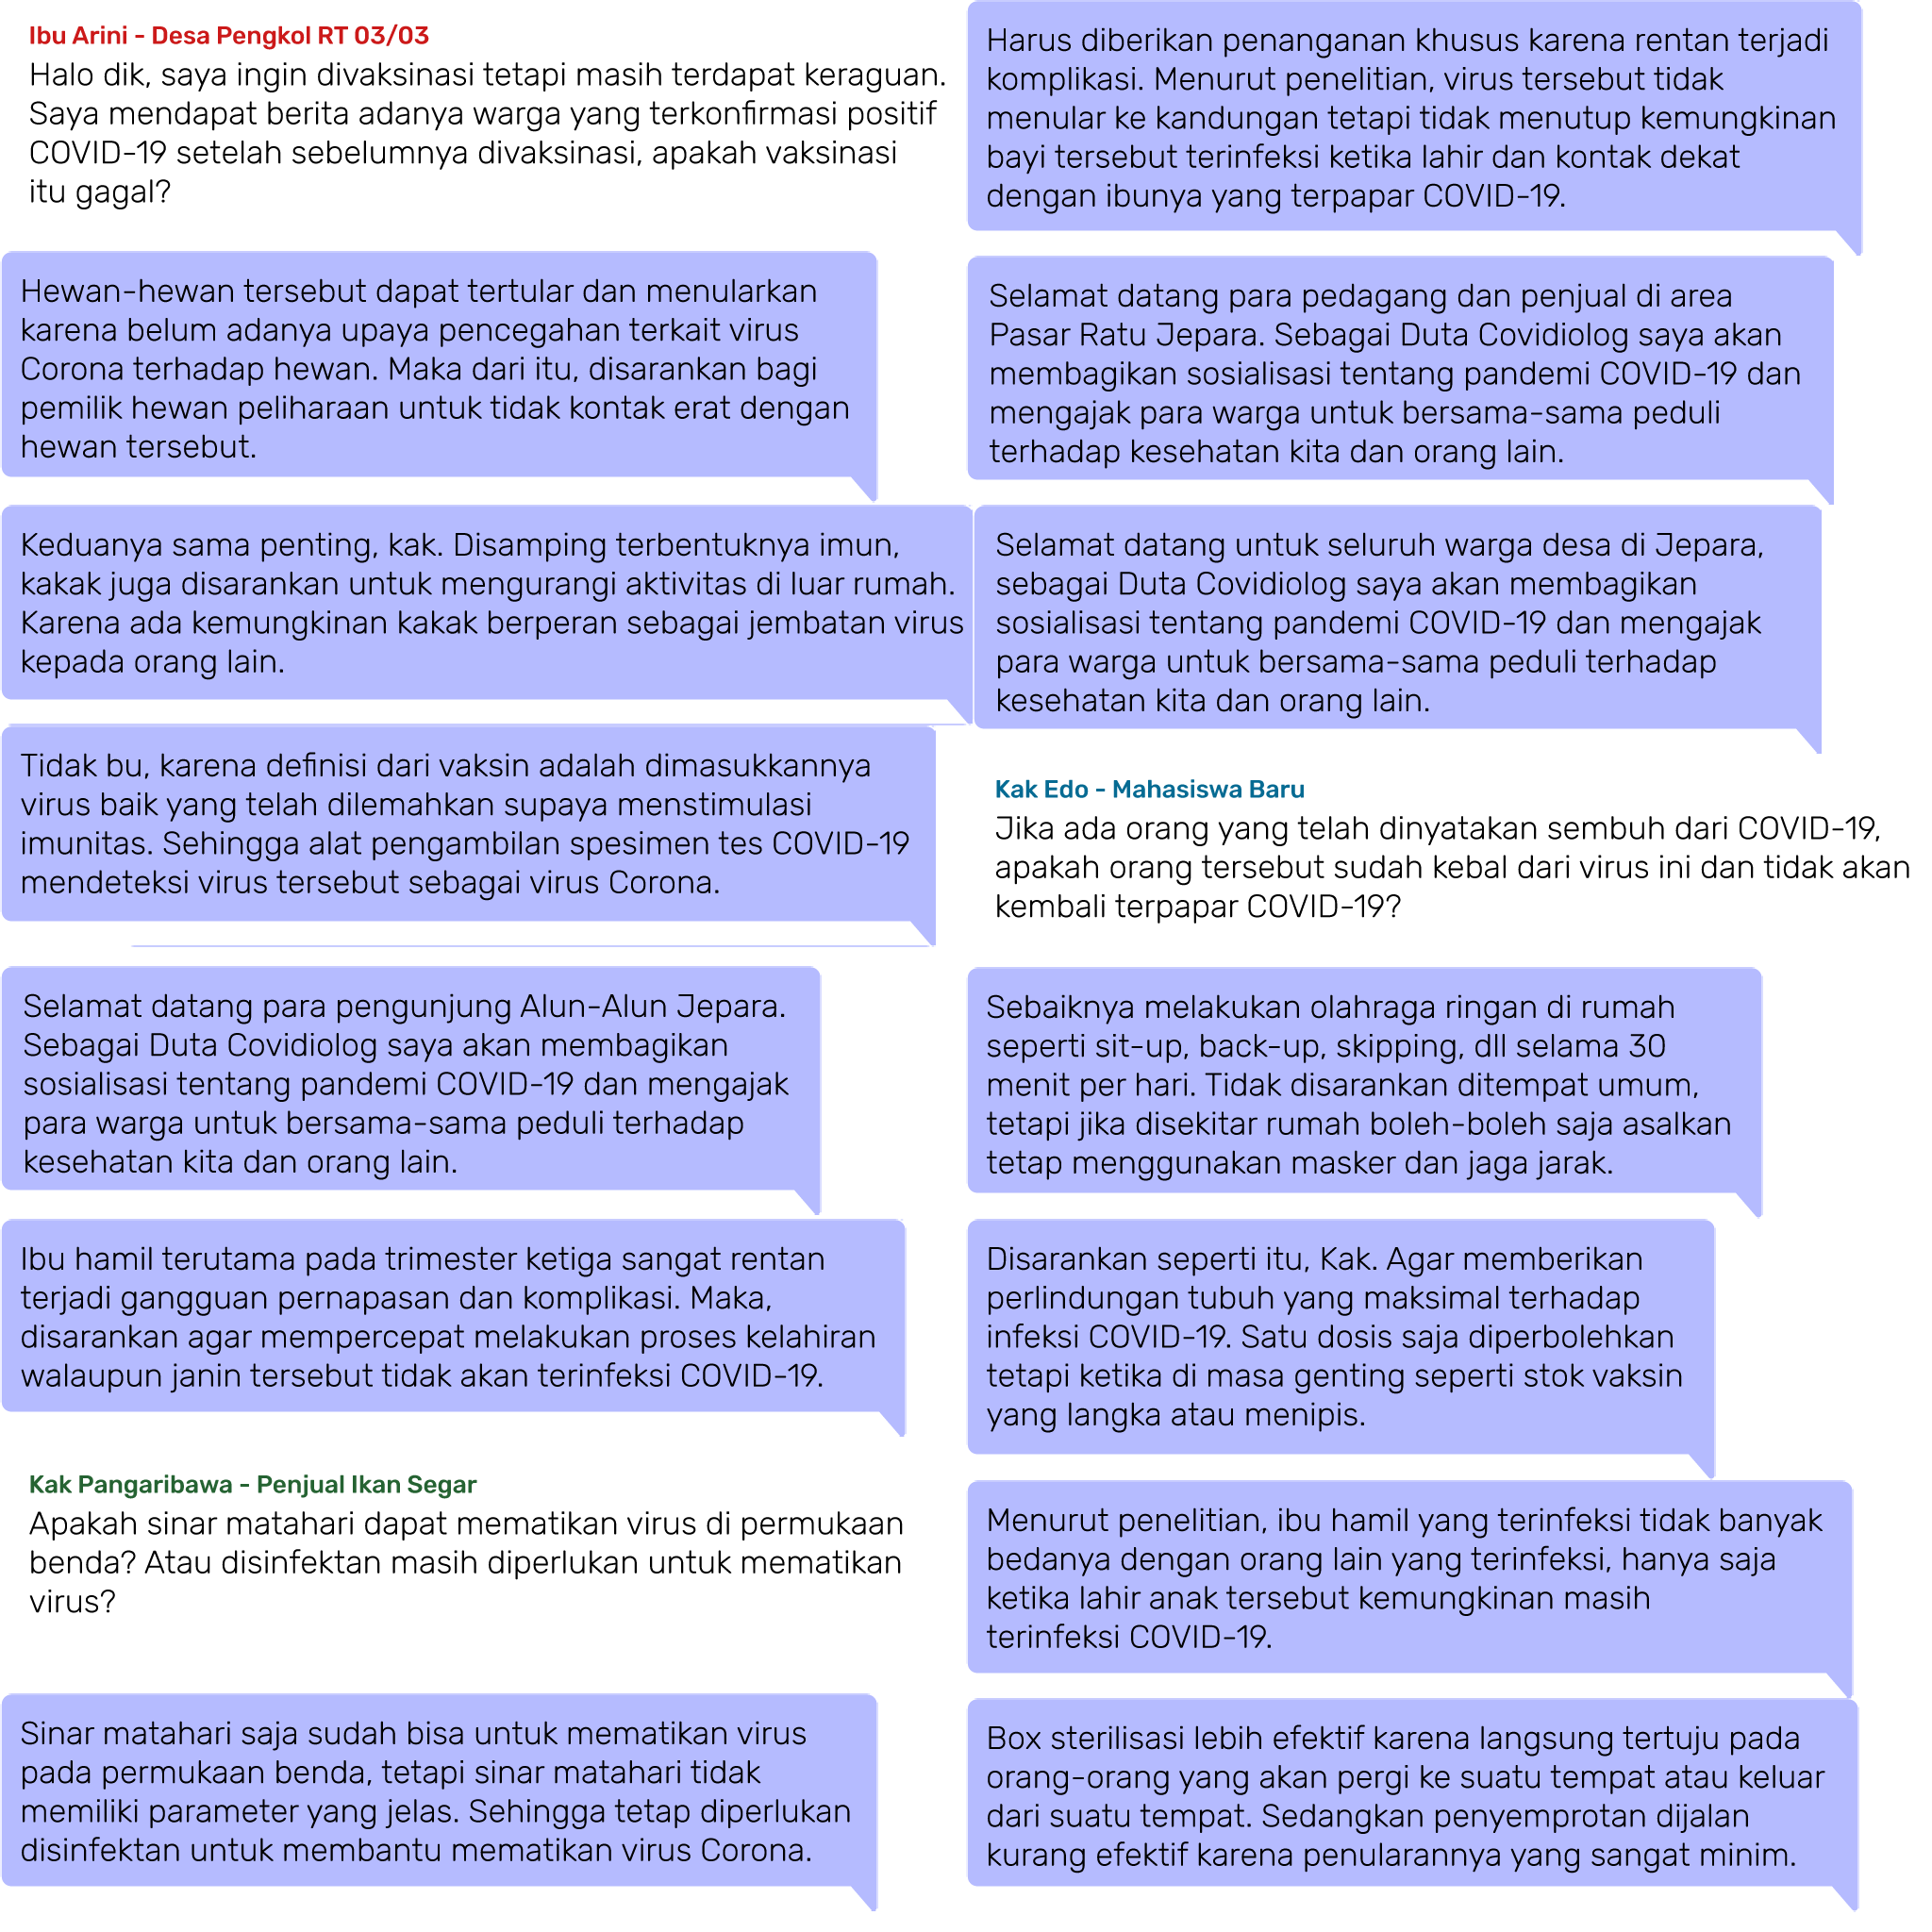 Ibu Arini - Desa Pengkol RT 03/03
Halo dik, saya ingin divaksinasi tetapi masih terdapat keraguan.
Saya mendapat berita adanya warga yang terkonfirmasi positif
COVID-19 setelah sebelumnya divaksinasi, apakah vaksinasi
itu gagal?
Hewan-hewan tersebut dapat tertular dan menularkan
karena belum adanya upaya pencegahan terkait virus
Corona terhadap hewan. Maka dari itu, disarankan bagi
pemilik hewan peliharaan untuk tidak kontak erat dengan
hewan tersebut.
Keduanya sama penting, kak. Disamping terbentuknya imun,
kakak juga disarankan untuk mengurangi aktivitas di luar rumah.
Karena ada kemungkinan kakak berperan sebagai jembatan virus
kepada orang lain.
Tidak bu, karena definisi dari vaksin adalah dimasukkannya
virus baik yang telah dilemahkan supaya menstimulasi
imunitas. Sehingga alat pengambilan spesimen tes COVID-19
mendeteksi virus tersebut sebagai virus Corona.
Selamat datang para pengunjung Alun-Alun Jepara.
Sebagai Duta Covidiolog saya akan membagikan
sosialisasi tentang pandemi COVID-19 dan mengajak
para warga untuk bersama-sama peduli terhadap
kesehatan kita dan orang lain.
Ibu hamil terutama pada trimester ketiga sangat rentan
terjadi gangguan pernapasan dan komplikasi. Maka,
disarankan agar mempercepat melakukan proses kelahiran
walaupun janin tersebut tidak akan terinfeksi COVID-19.
Kak Pangaribawa - Penjual Ikan Segar
Apakah sinar matahari dapat mematikan virus di permukaan
benda? Atau disinfektan masih diperlukan untuk mematikan
virus?
Sinar matahari saja sudah bisa untuk mematikan virus
pada permukaan benda, tetapi sinar matahari tidak
memiliki parameter yang jelas. Sehingga tetap diperlukan
disinfektan untuk membantu mematikan virus Corona.
Harus diberikan penanganan khusus karena rentan terjadi
komplikasi. Menurut penelitian, virus tersebut tidak
menular ke kandungan tetapi tidak menutup kemungkinan
bayi tersebut terinfeksi ketika lahir dan kontak dekat
dengan ibunya yang terpapar COVID-19.
Selamat datang para pedagang dan penjual di area
Pasar Ratu Jepara. Sebagai Duta Covidiolog saya akan
membagikan sosialisasi tentang pandemi COVID-19 dan
mengajak para warga untuk bersama-sama peduli
terhadap kesehatan kita dan orang lain.
Selamat datang untuk seluruh warga desa di Jepara,
sebagai Duta Covidiolog saya akan membagikan
sosialisasi tentang pandemi COVID-19 dan mengajak
para warga untuk bersama-sama peduli terhadap
kesehatan kita dan orang lain.
Kak Edo - Mahasiswa Baru
Jika ada orang yang telah dinyatakan sembuh dari COVID-19,
apakah orang tersebut sudah kebal dari virus ini dan tidak akan
kembali terpapar COVID-19?
Sebaiknya melakukan olahraga ringan di rumah
seperti sit-up, back-up, skipping, dll selama 30
menit per hari. Tidak disarankan ditempat umum,
tetapi jika disekitar rumah boleh-boleh saja asalkan
tetap menggunakan masker dan jaga jarak.
Disarankan seperti itu, Kak. Agar memberikan
perlindungan tubuh yang maksimal terhadap
infeksi COVID-19. Satu dosis saja diperbolehkan
tetapi ketika di masa genting seperti stok vaksin
yang langka atau menipis.
Menurut penelitian, ibu hamil yang terinfeksi tidak banyak
bedanya dengan orang lain yang terinfeksi, hanya saja
ketika lahir anak tersebut kemungkinan masih
terinfeksi COVID-19.
Box sterilisasi lebih efektif karena langsung tertuju pada
orang-orang yang akan pergi ke suatu tempat atau keluar
dari suatu tempat. Sedangkan penyemprotan dijalan
kurang efektif karena penularannya yang sangat minim.